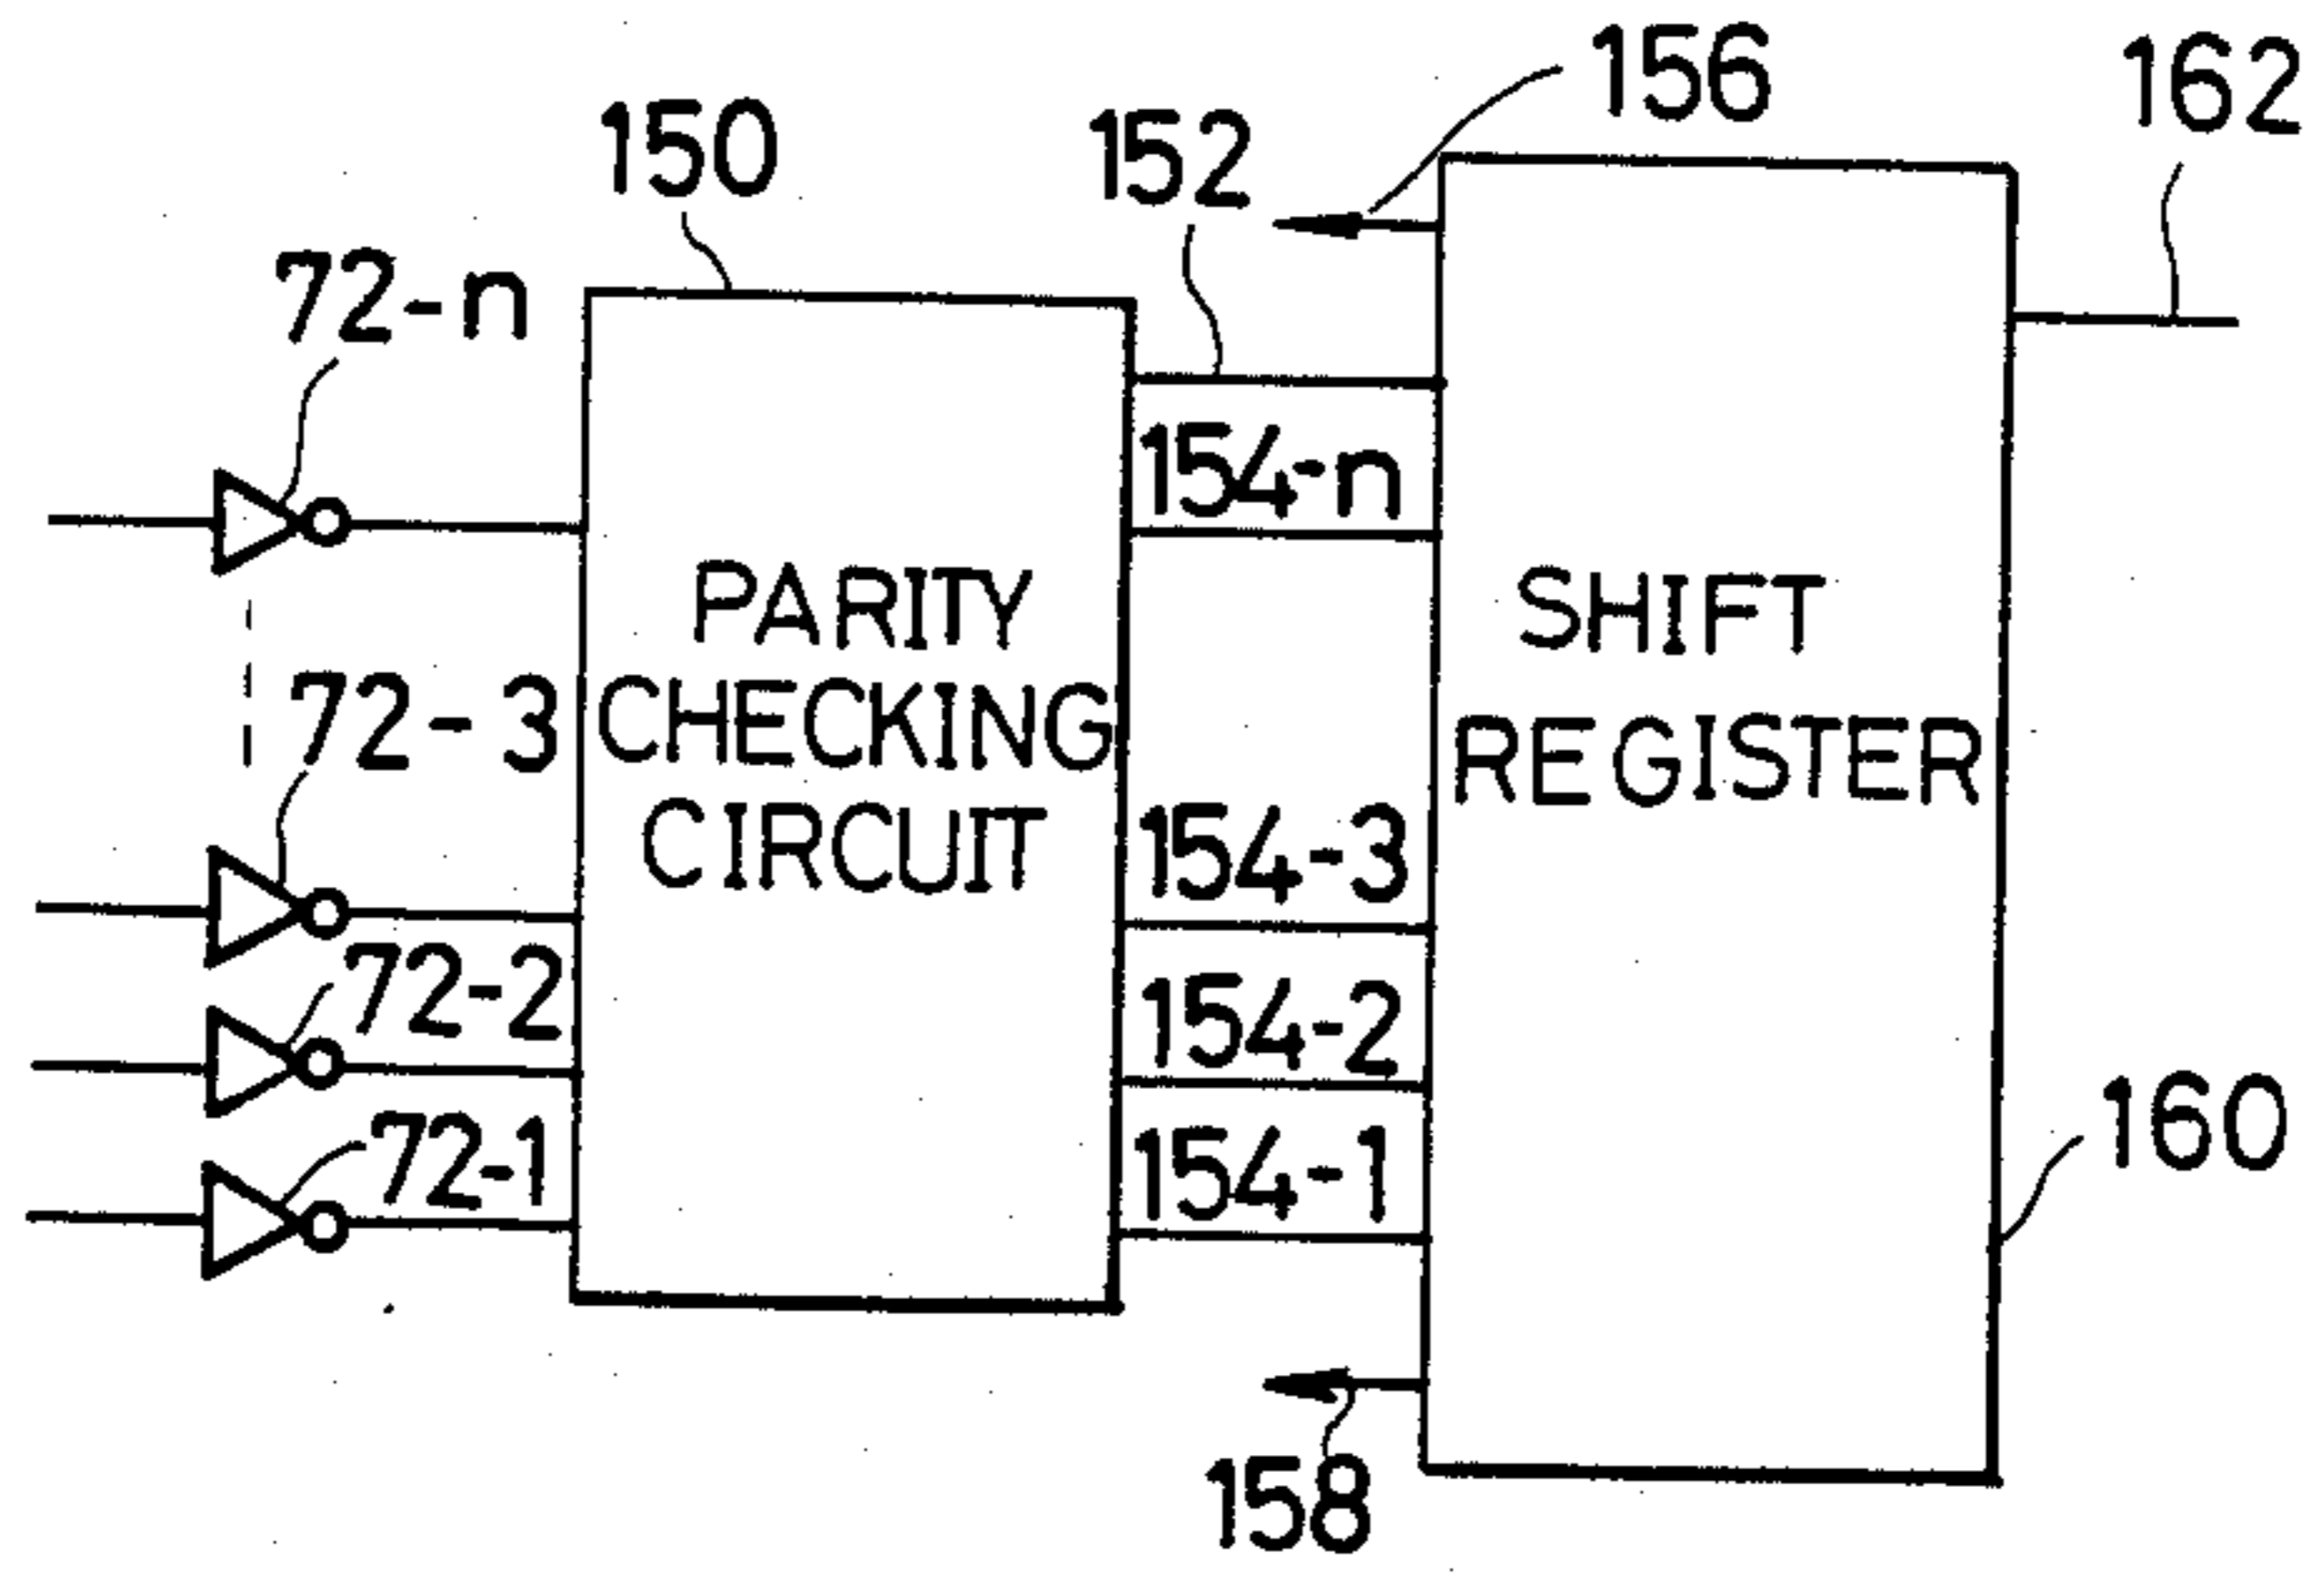 156
162
150
152
72-n
154-n
PARITY
CHECKING
CIRCUIT
SHIFT
REGISTER
72-3
154-3
72-2
154-2
72-1
154-1
160
158